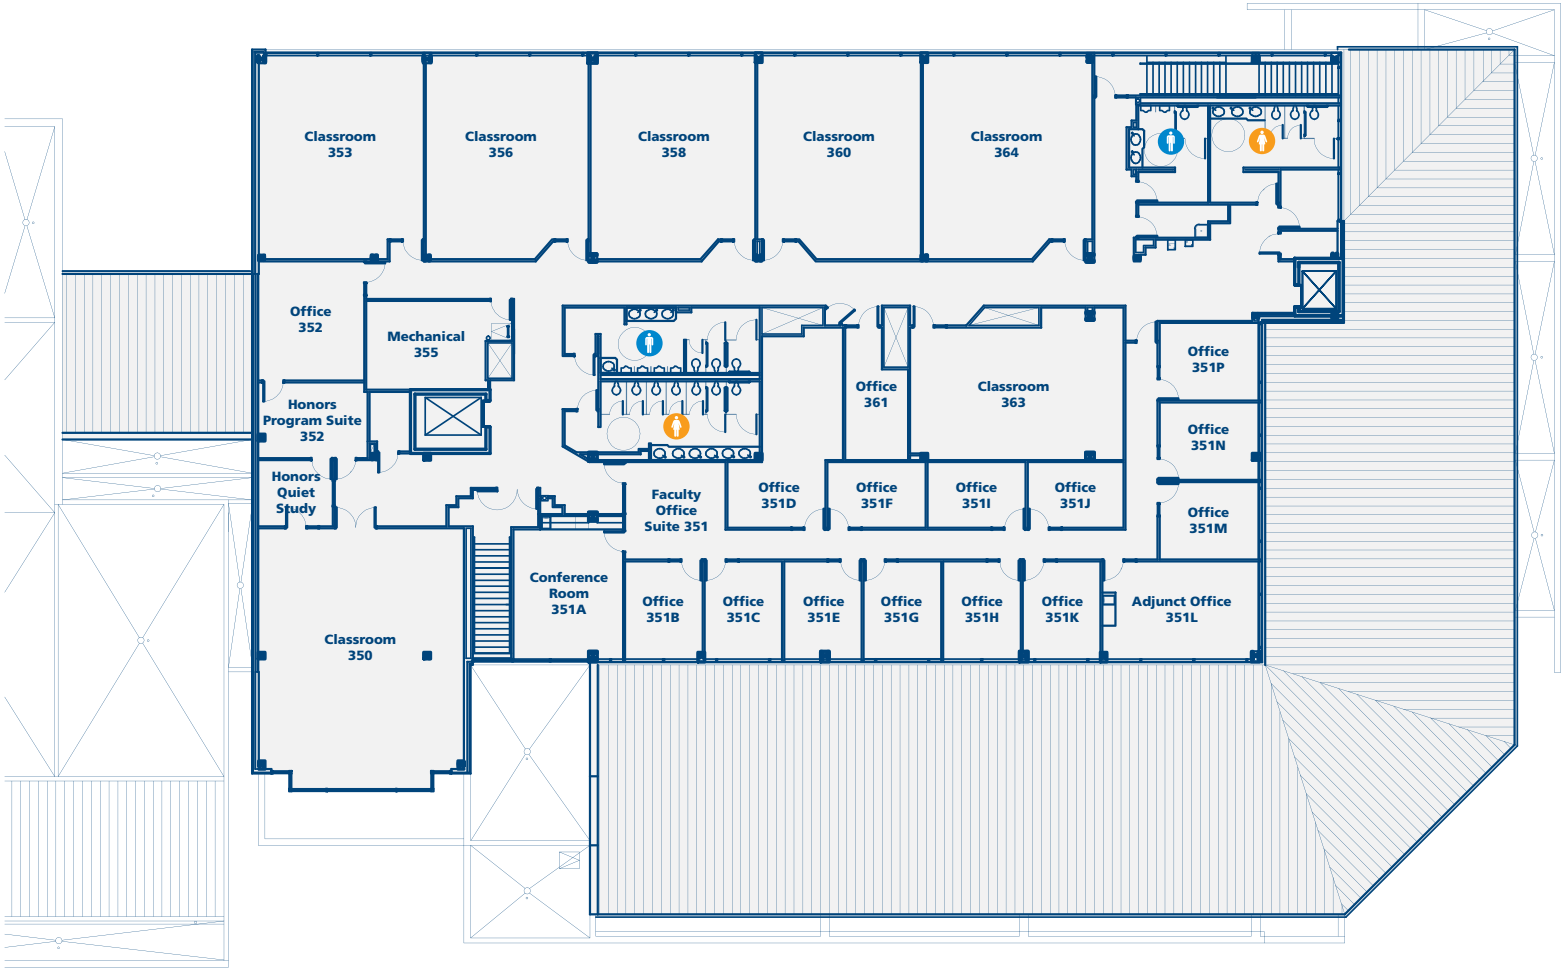 Classroom
353
Classroom
356
Classroom
358
Classroom
360
Classroom
364
Office
352
Mechanical
355
Honors
Program Suite
352
Honors
Quiet
Study
Office
361
Classroom
363
Office
351P
Office
351N
Office
351M
Faculty
Office
Suite 351
Office
351D
Office
351F
Office
351I
Office
351J
Conference
Room
351A
Office
351B
Office
351C
Office
351E
Office
351G
Office
351H
Office
351K
Adjunct Office
351L
Classroom
350